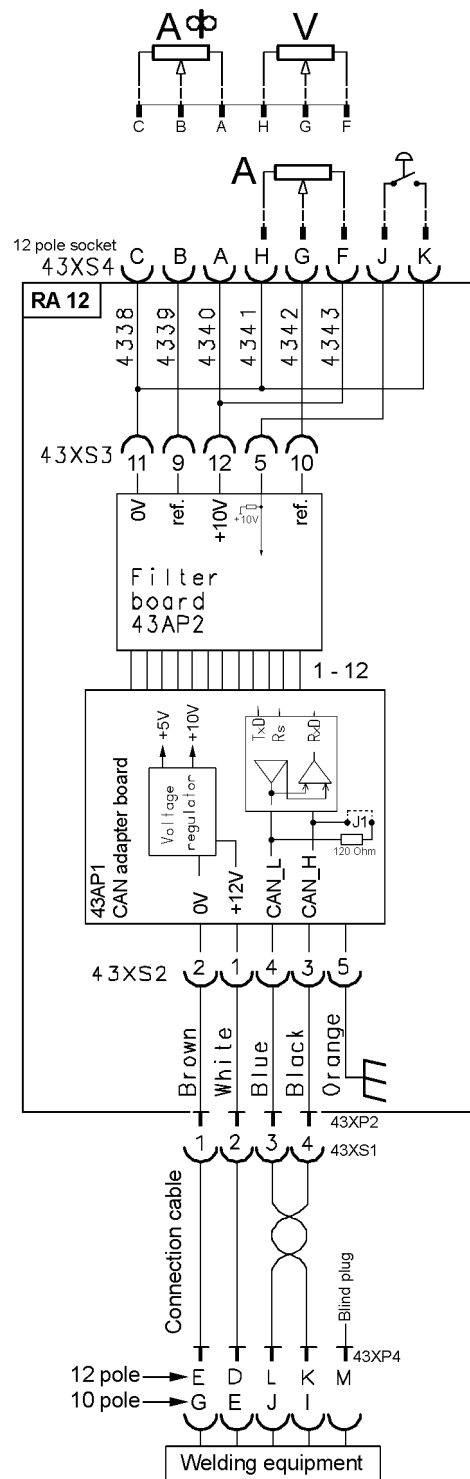 A V
C B A H G F
A
12 pole socket
43XS4 C B A H G F J K
RA 12
4338 4339 4340 4341 4342 4343
43XS3
11 9 12 5 10
0V ref. +10V +10V ref.
Filter
board
43AP2
1 - 12
+5V +10V
TxD Rs RxD
Voltage
regulator
J1
120 Ohm
43AP1
CAN adapter board
0V +12V CAN_L CAN_H
43XS2 2 1 4 3 5
Brown White Blue Black Orange
43XP2
1 2 3 4 43XS1
Connection cable
Blind plug
43XP4
12 pole E D L K M
10 pole G E J I
Welding equipment